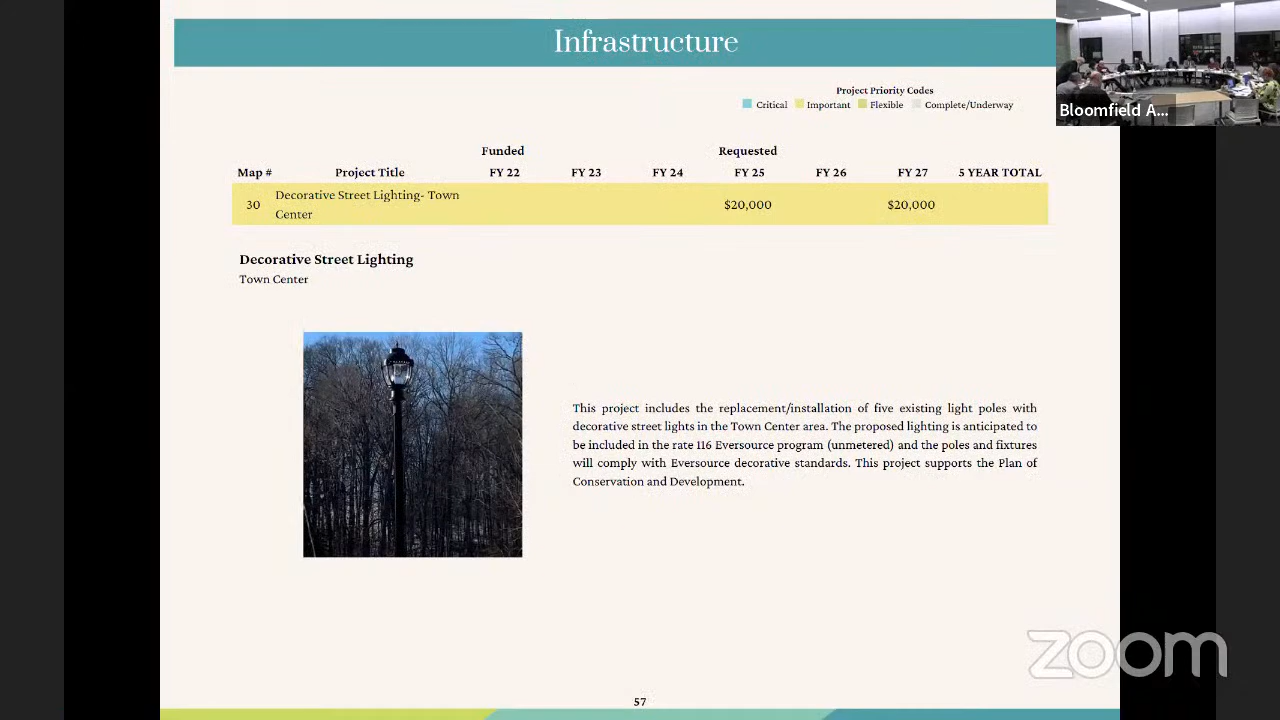 Infrastructure
Bloomfield A...
Project Priority Codes
Critical Important Flexible Complete/Underway
Funded Requested
Map # Project Title FY 22 FY 23 FY 24 FY 25 FY 26 FY 27 5 YEAR TOTAL
Decorative Street Lighting- Town
30 $20,000 $20,000
Center
Decorative Street Lighting
Town Center
This project includes the replacement/installation of five existing light poles with
decorative street lights in the Town Center area. The proposed lighting is anticipated to
be included in the rate 116 Eversource program (unmetered) and the poles and fixtures
will comply with Eversource decorative standards. This project supports the Plan of
Conservation and Development.
zoom
57